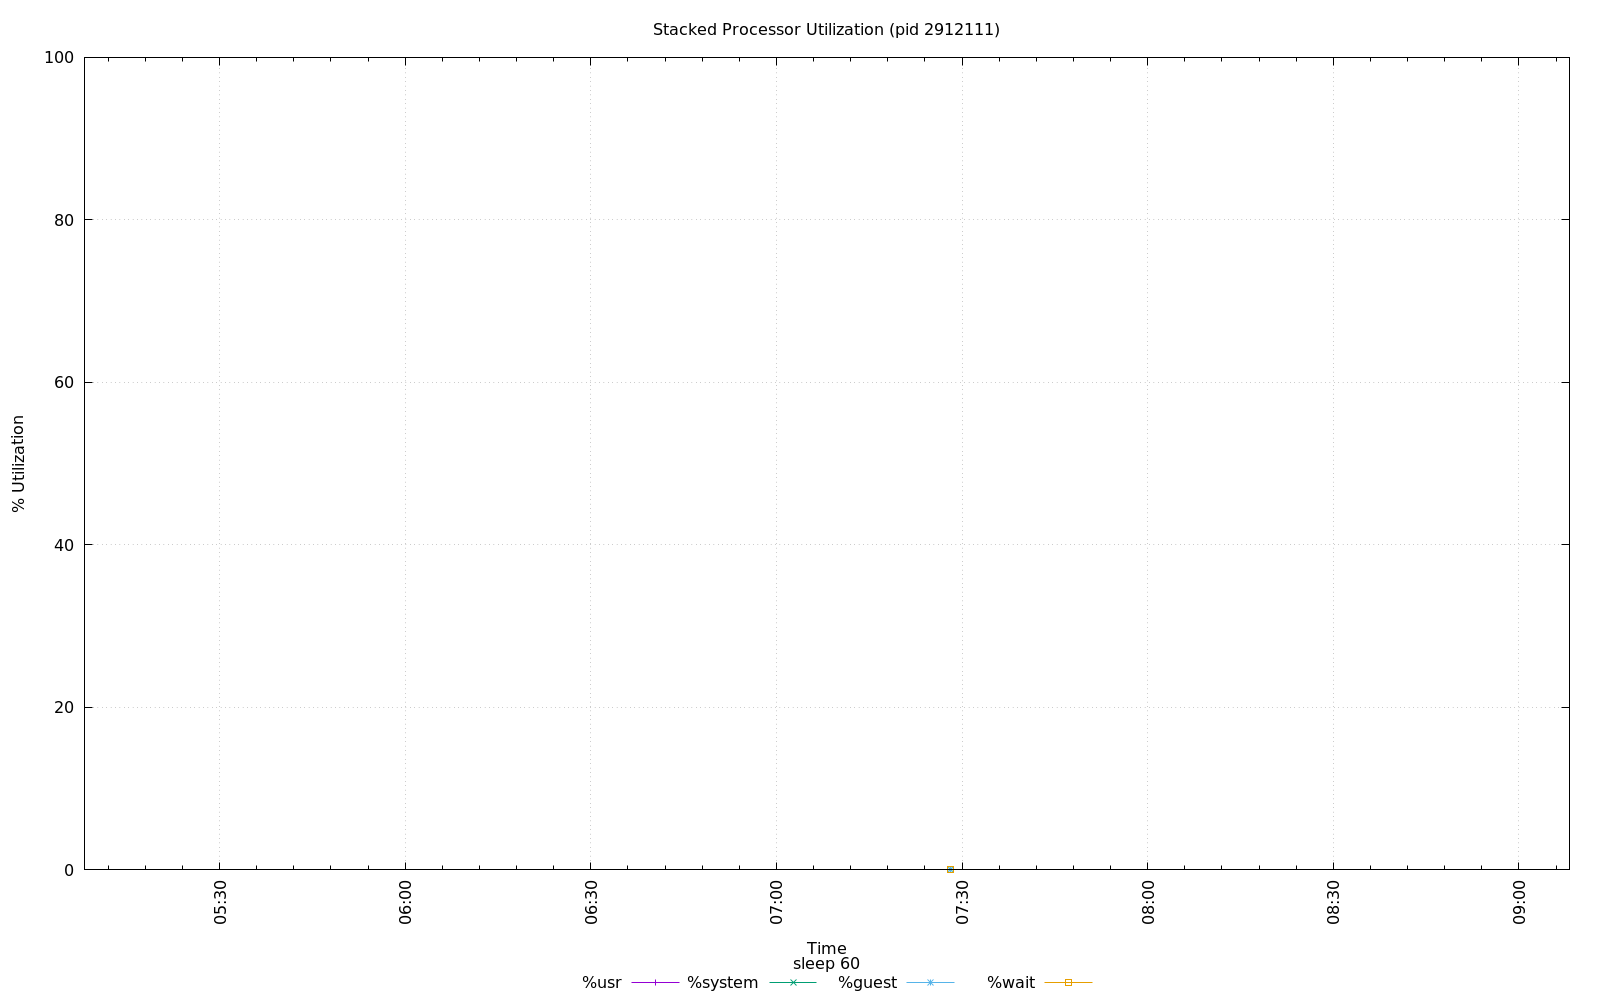 Stacked Processor Utilization (pid 2912111)
100
80
60
40
20
0
% Utilization
05:30 06:00 06:30 07:00 07:30 08:00 08:30 09:00
Time
sleep 60
%usr %system %guest %wait